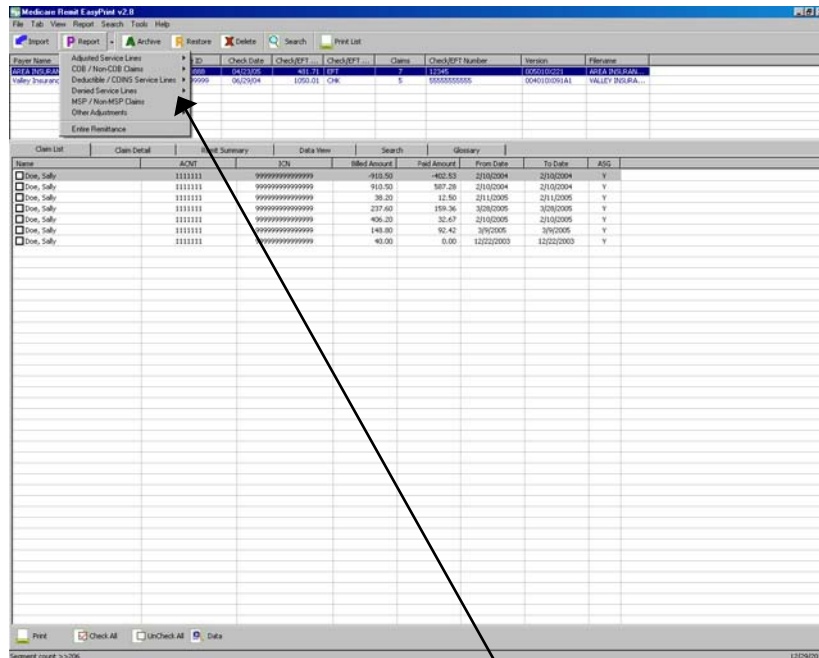 Medicare Remit EasyPrint v2.8
File Tab View Report Search Tools Help
Import Report Archive Restore Delete Search Print List
Payer Name ID Check Date Check/EFT ... Check/EFT ... Claims Check/EFT Number Version Filename
AREA INSURAN 04/23/05 481.71 EFT 7 12345 AREA INSURAN...
Valley Insuranc 99999 06/29/04 1050.01 CHK 5 VALLEY INSURA...
Adjusted Service Lines
COB / Non-COB Claims
Deductible / COINS Service Lines
Denied Service Lines
MSP / Non-MSP Claims
Other Adjustments
Entire Remittance
Claim List Claim Detail Summary Data View Search Glossary
Name ACNT ICN Billed Amount Paid Amount From Date To Date ASG
Doe, Sally 1111111 -910.50 -402.53 2/10/2004 2/10/2004 Y
Doe, Sally 1111111 910.50 587.28 2/10/2004 2/10/2004 Y
Doe, Sally 1111111 38.20 12.50 2/11/2005 2/11/2005 Y
Doe, Sally 1111111 237.60 159.36 3/28/2005 3/28/2005 Y
Doe, Sally 1111111 406.20 32.67 2/10/2005 2/10/2005 Y
Doe, Sally 1111111 148.80 92.42 3/9/2005 3/9/2005 Y
Doe, Sally 1111111 40.00 0.00 12/22/2003 12/22/2003 Y
Print Check All UnCheck All Data
Segment count >>206